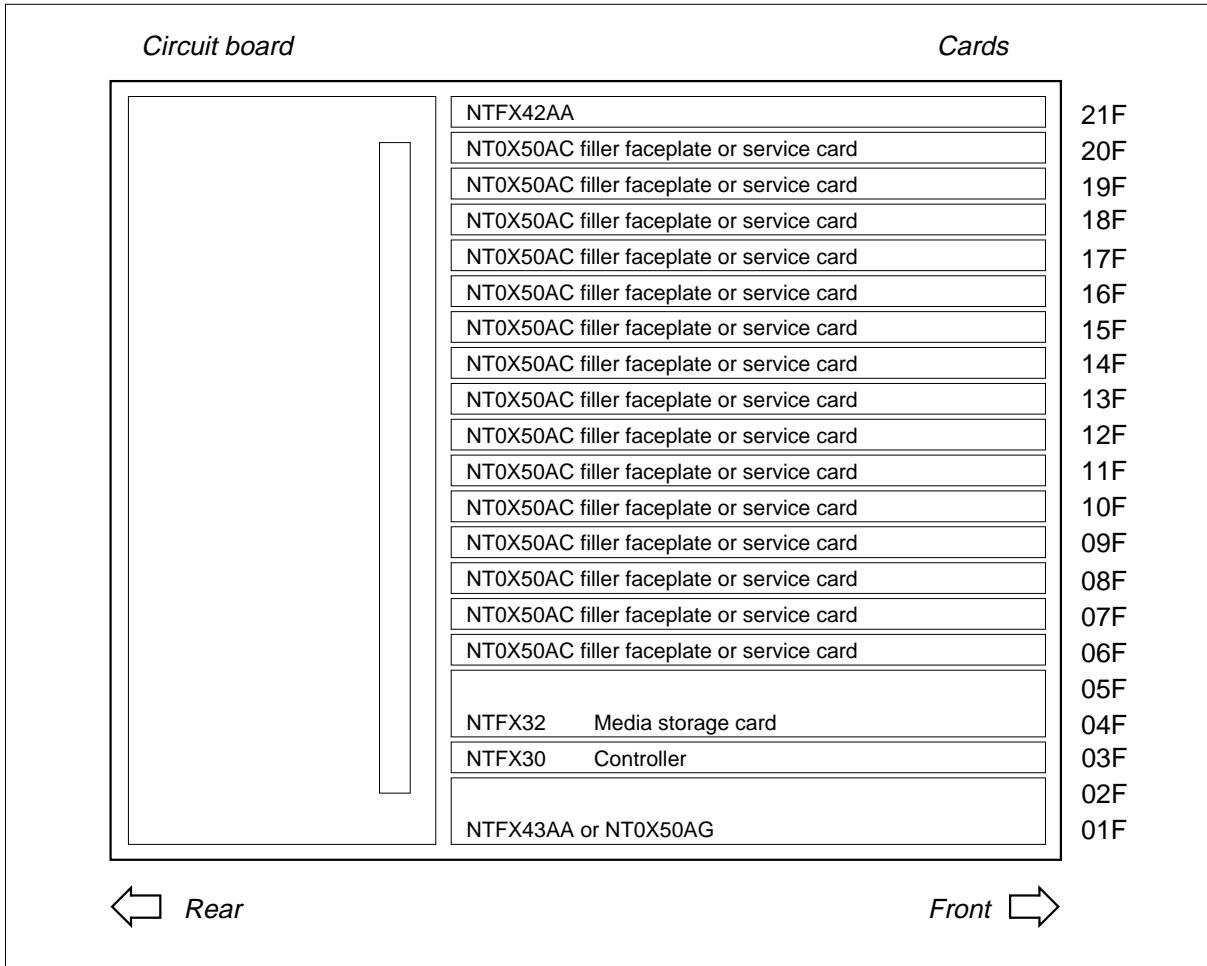 Circuit board Cards
NTFX42AA 21F
NT0X50AC filler faceplate or service card 20F
NT0X50AC filler faceplate or service card 19F
NT0X50AC filler faceplate or service card 18F
NT0X50AC filler faceplate or service card 17F
NT0X50AC filler faceplate or service card 16F
NT0X50AC filler faceplate or service card 15F
NT0X50AC filler faceplate or service card 14F
NT0X50AC filler faceplate or service card 13F
NT0X50AC filler faceplate or service card 12F
NT0X50AC filler faceplate or service card 11F
NT0X50AC filler faceplate or service card 10F
NT0X50AC filler faceplate or service card 09F
NT0X50AC filler faceplate or service card 08F
NT0X50AC filler faceplate or service card 07F
NT0X50AC filler faceplate or service card 06F
05F
NTFX32 Media storage card 04F
NTFX30 Controller 03F
02F
NTFX43AA or NT0X50AG 01F
Rear Front